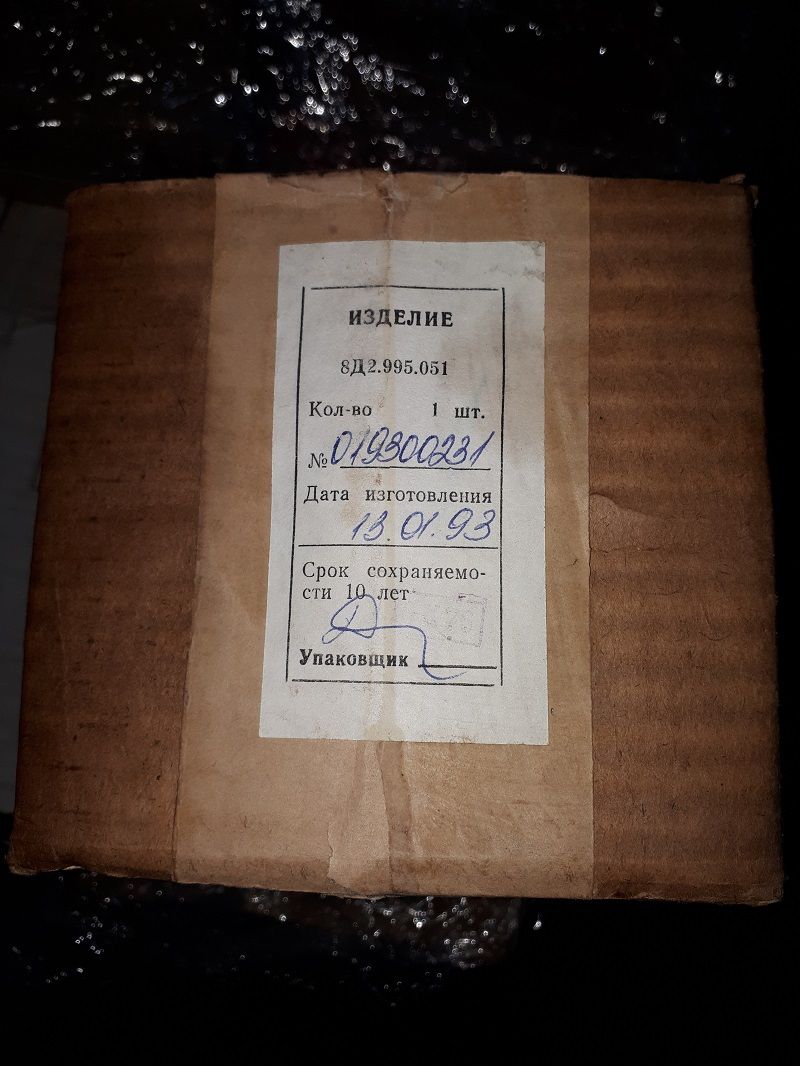 ИЗДЕЛИЕ
8Д2.995.051
Кол-во 1 шт.
№ 019300231
Дата изготовления
13.01.93
Срок сохраняемо-
сти 10 лет
Упаковщик